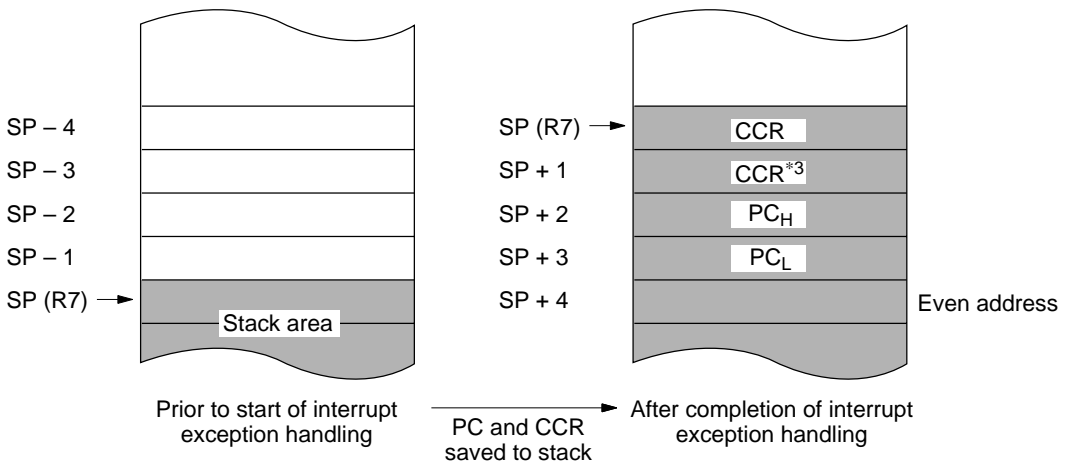 SP – 4
SP – 3
SP – 2
SP – 1
SP (R7)
Stack area
Prior to start of interrupt
exception handling
PC and CCR
saved to stack
SP (R7)
CCR
SP + 1
CCR*3
SP + 2
PCH
SP + 3
PCL
SP + 4
Even address
After completion of interrupt
exception handling